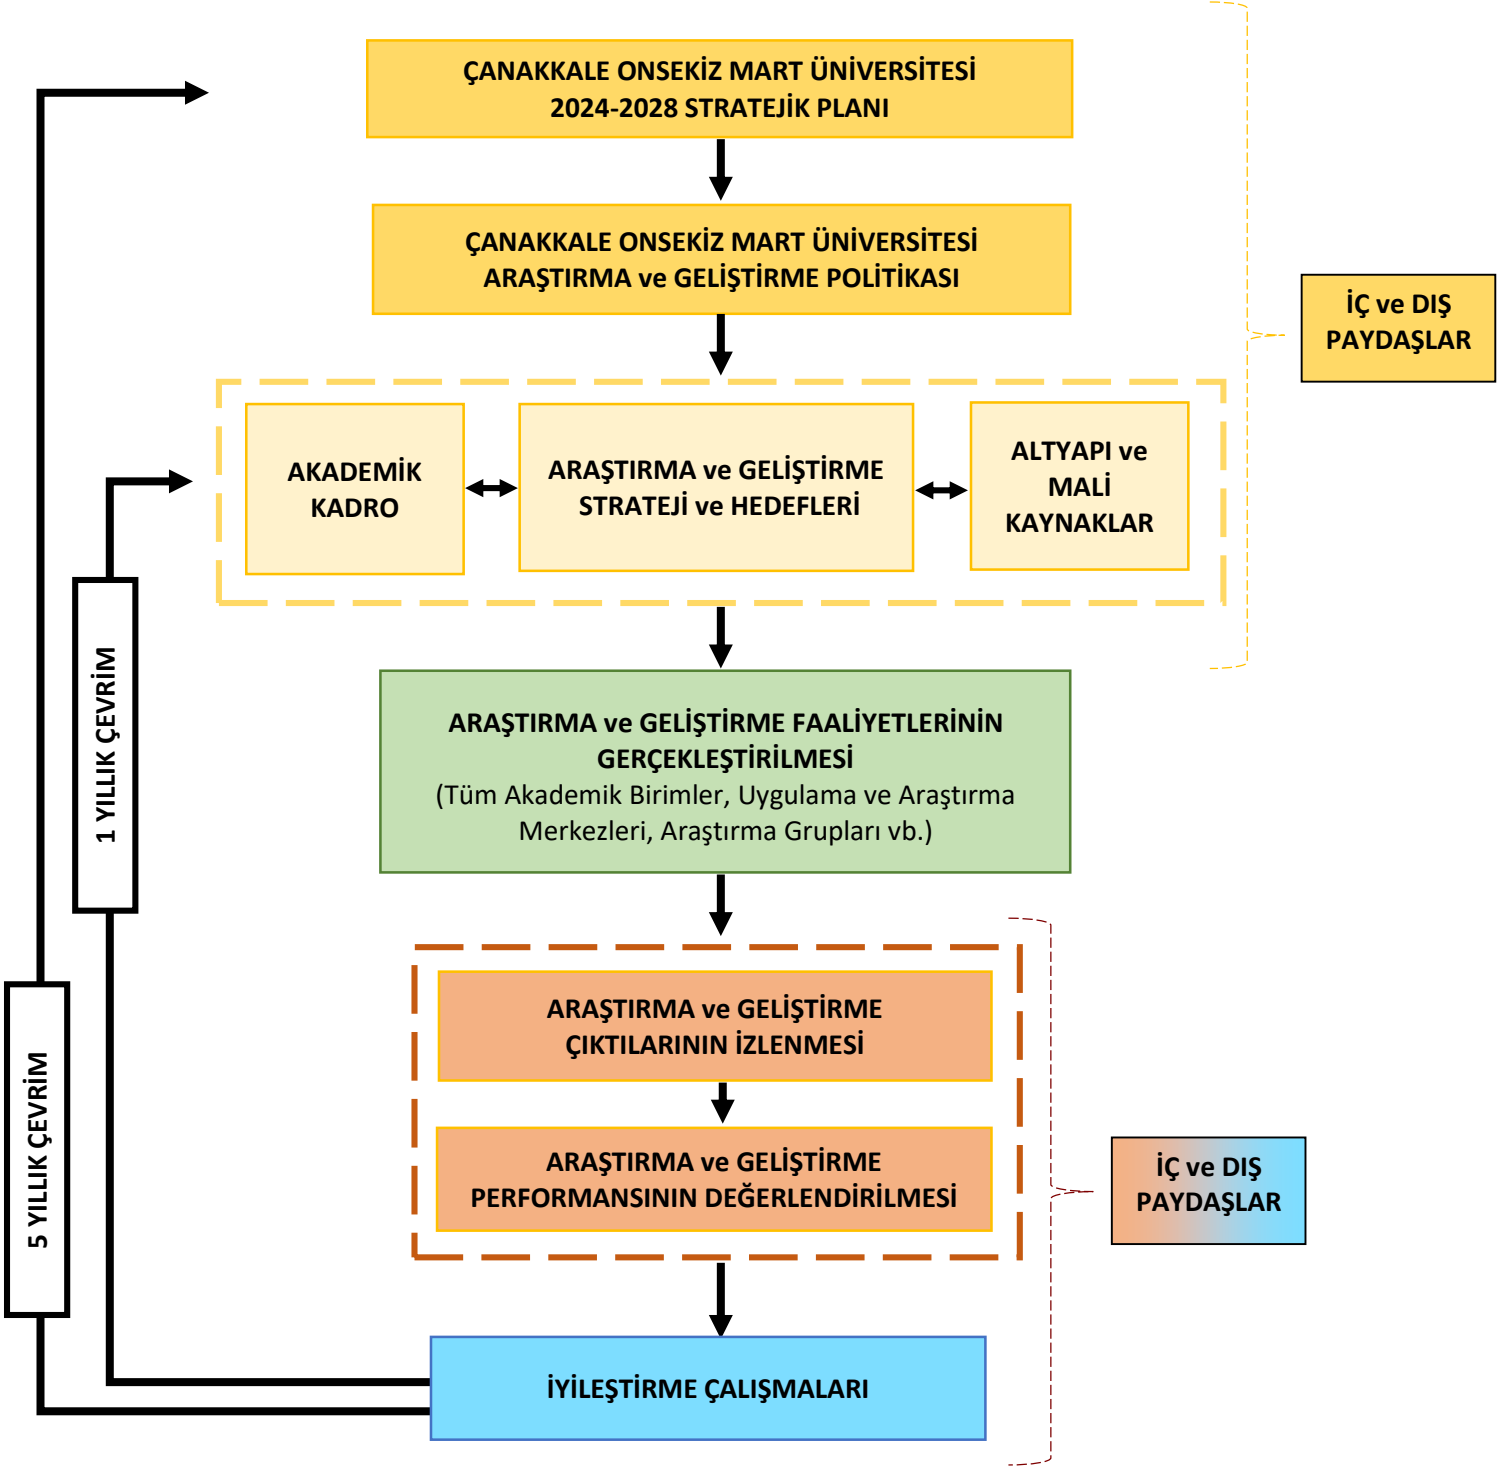 ÇANAKKALE ONSEKİZ MART ÜNİVERSİTESİ
2024-2028 STRATEJİK PLANI
ÇANAKKALE ONSEKİZ MART ÜNİVERSİTESİ
ARAŞTIRMA ve GELİŞTİRME POLİTİKASI
İÇ ve DIŞ
PAYDAŞLAR
AKADEMİK
KADRO
ARAŞTIRMA ve GELİŞTİRME
STRATEJİ ve HEDEFLERİ
ALTYAPI ve
MALİ
KAYNAKLAR
1 YILLIK ÇEVRİM
ARAŞTIRMA ve GELİŞTİRME FAALİYETLERİNİN
GERÇEKLEŞTİRİLMESİ
(Tüm Akademik Birimler, Uygulama ve Araştırma
Merkezleri, Araştırma Grupları vb.)
5 YILLIK ÇEVRİM
ARAŞTIRMA ve GELİŞTİRME
ÇIKTILARININ İZLENMESİ
ARAŞTIRMA ve GELİŞTİRME
PERFORMANSININ DEĞERLENDİRİLMESİ
İÇ ve DIŞ
PAYDAŞLAR
İYİLEŞTİRME ÇALIŞMALARI